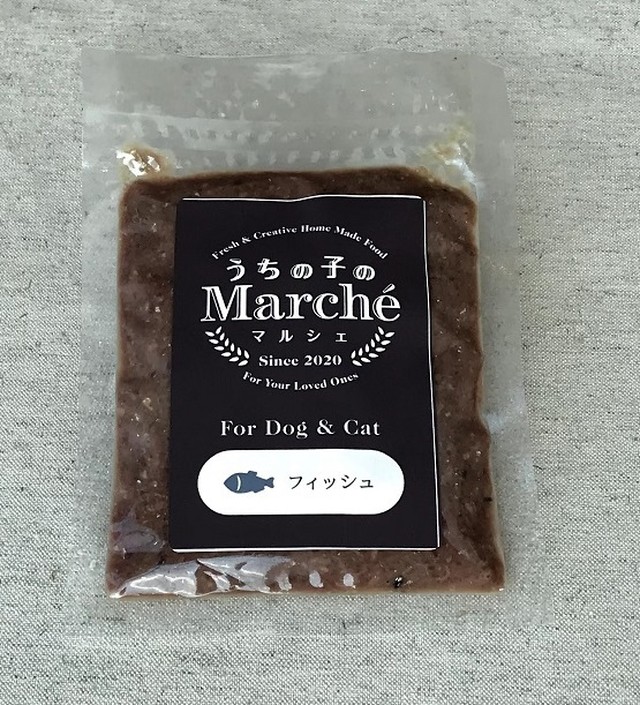 Fresh & Creative Home Made Food
うちの子の
Marché
マルシェ
Since 2020
For Your Loved Ones
For Dog & Cat
フィッシュ